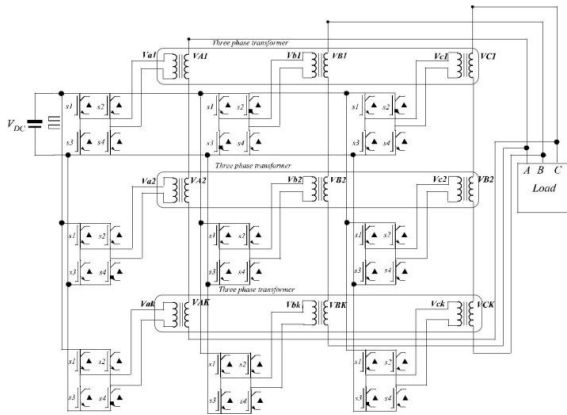 Three phase transformer
Va1 VA1 Vb1 VB1 Vc1 VC1
s1 s2 s1 s2 s1 s2
VDC
s3 s4 s3 s4 s3 s4
A B C
Load
Three phase transformer
Va2 VA2 Vb2 VB2 Vc2 VB2
s1 s2 s1 s2 s1 s2
s3 s4 s3 s4 s3 s4
Three phase transformer
Vak VAK Vbk VBK Vck VCK
s1 s2 s1 s2 s1 s2
s3 s4 s3 s4 s3 s4